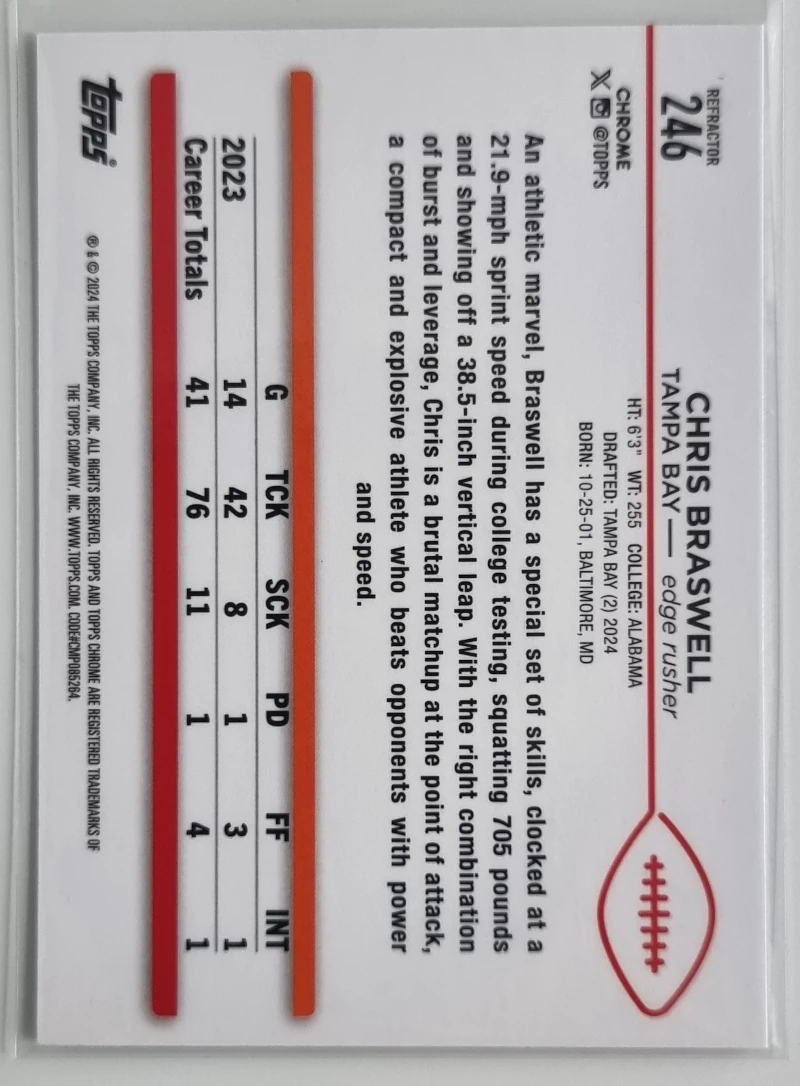 REFRACTOR
246
CHRIS BRASWELL
TAMPA BAY — edge rusher
CHROME
X @TOPPS
HT: 6'3" WT: 255 COLLEGE: ALABAMA
DRAFTED: TAMPA BAY (2) 2024
BORN: 10-25-01, BALTIMORE, MD
An athletic marvel, Braswell has a special set of skills, clocked at a
21.9-mph sprint speed during college testing, squatting 705 pounds
and showing off a 38.5-inch vertical leap. With the right combination
of burst and leverage, Chris is a brutal matchup at the point of attack,
a compact and explosive athlete who beats opponents with power
and speed.
G TCK SCK PD FF INT
2023 14 42 8 1 3 1
Career Totals 41 76 11 1 4 1
topps®
® & © 2024 THE TOPPS COMPANY, INC. ALL RIGHTS RESERVED. TOPPS AND TOPPS CHROME ARE REGISTERED TRADEMARKS OF
THE TOPPS COMPANY, INC. WWW.TOPPS.COM. CODE#CMP085264.